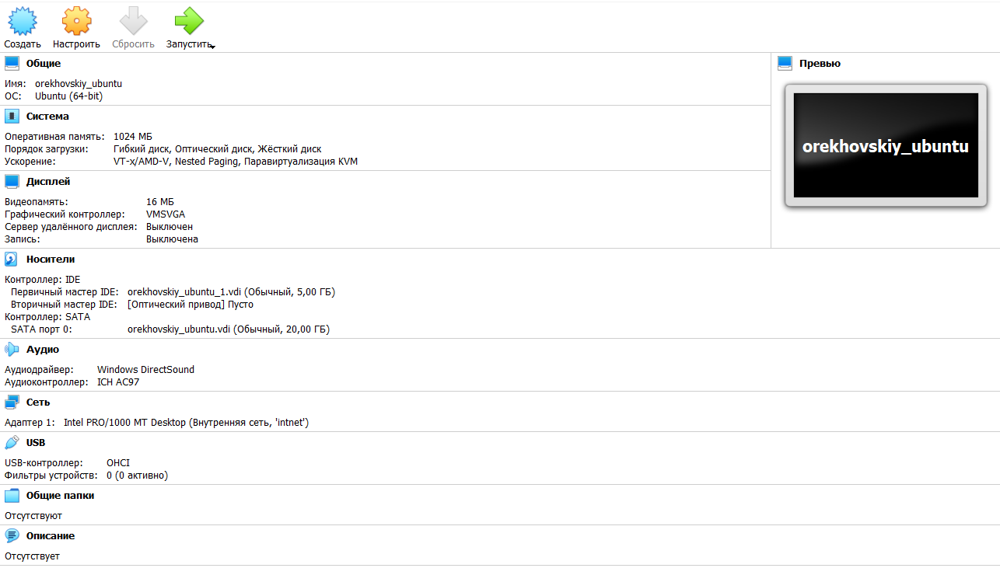 Создать Настроить Сбросить Запустить
Общие
Имя: orekhovskiy_ubuntu
ОС: Ubuntu (64-bit)
Система
Оперативная память: 1024 МБ
Порядок загрузки: Гибкий диск, Оптический диск, Жёсткий диск
Ускорение: VT-x/AMD-V, Nested Paging, Паравиртуализация KVM
Дисплей
Видеопамять: 16 МБ
Графический контроллер: VMSVGA
Сервер удалённого дисплея: Выключен
Запись: Выключена
Превью
orekhovskiy_ubuntu
Носители
Контроллер: IDE
Первичный мастер IDE: orekhovskiy_ubuntu_1.vdi (Обычный, 5,00 ГБ)
Вторичный мастер IDE: [Оптический привод] Пусто
Контроллер: SATA
SATA порт 0: orekhovskiy_ubuntu.vdi (Обычный, 20,00 ГБ)
Аудио
Аудиодрайвер: Windows DirectSound
Аудиоконтроллер: ICH AC97
Сеть
Адаптер 1: Intel PRO/1000 MT Desktop (Внутренняя сеть, 'intnet')
USB
USB-контроллер: OHCI
Фильтры устройств: 0 (0 активно)
Общие папки
Отсутствуют
Описание
Отсутствует